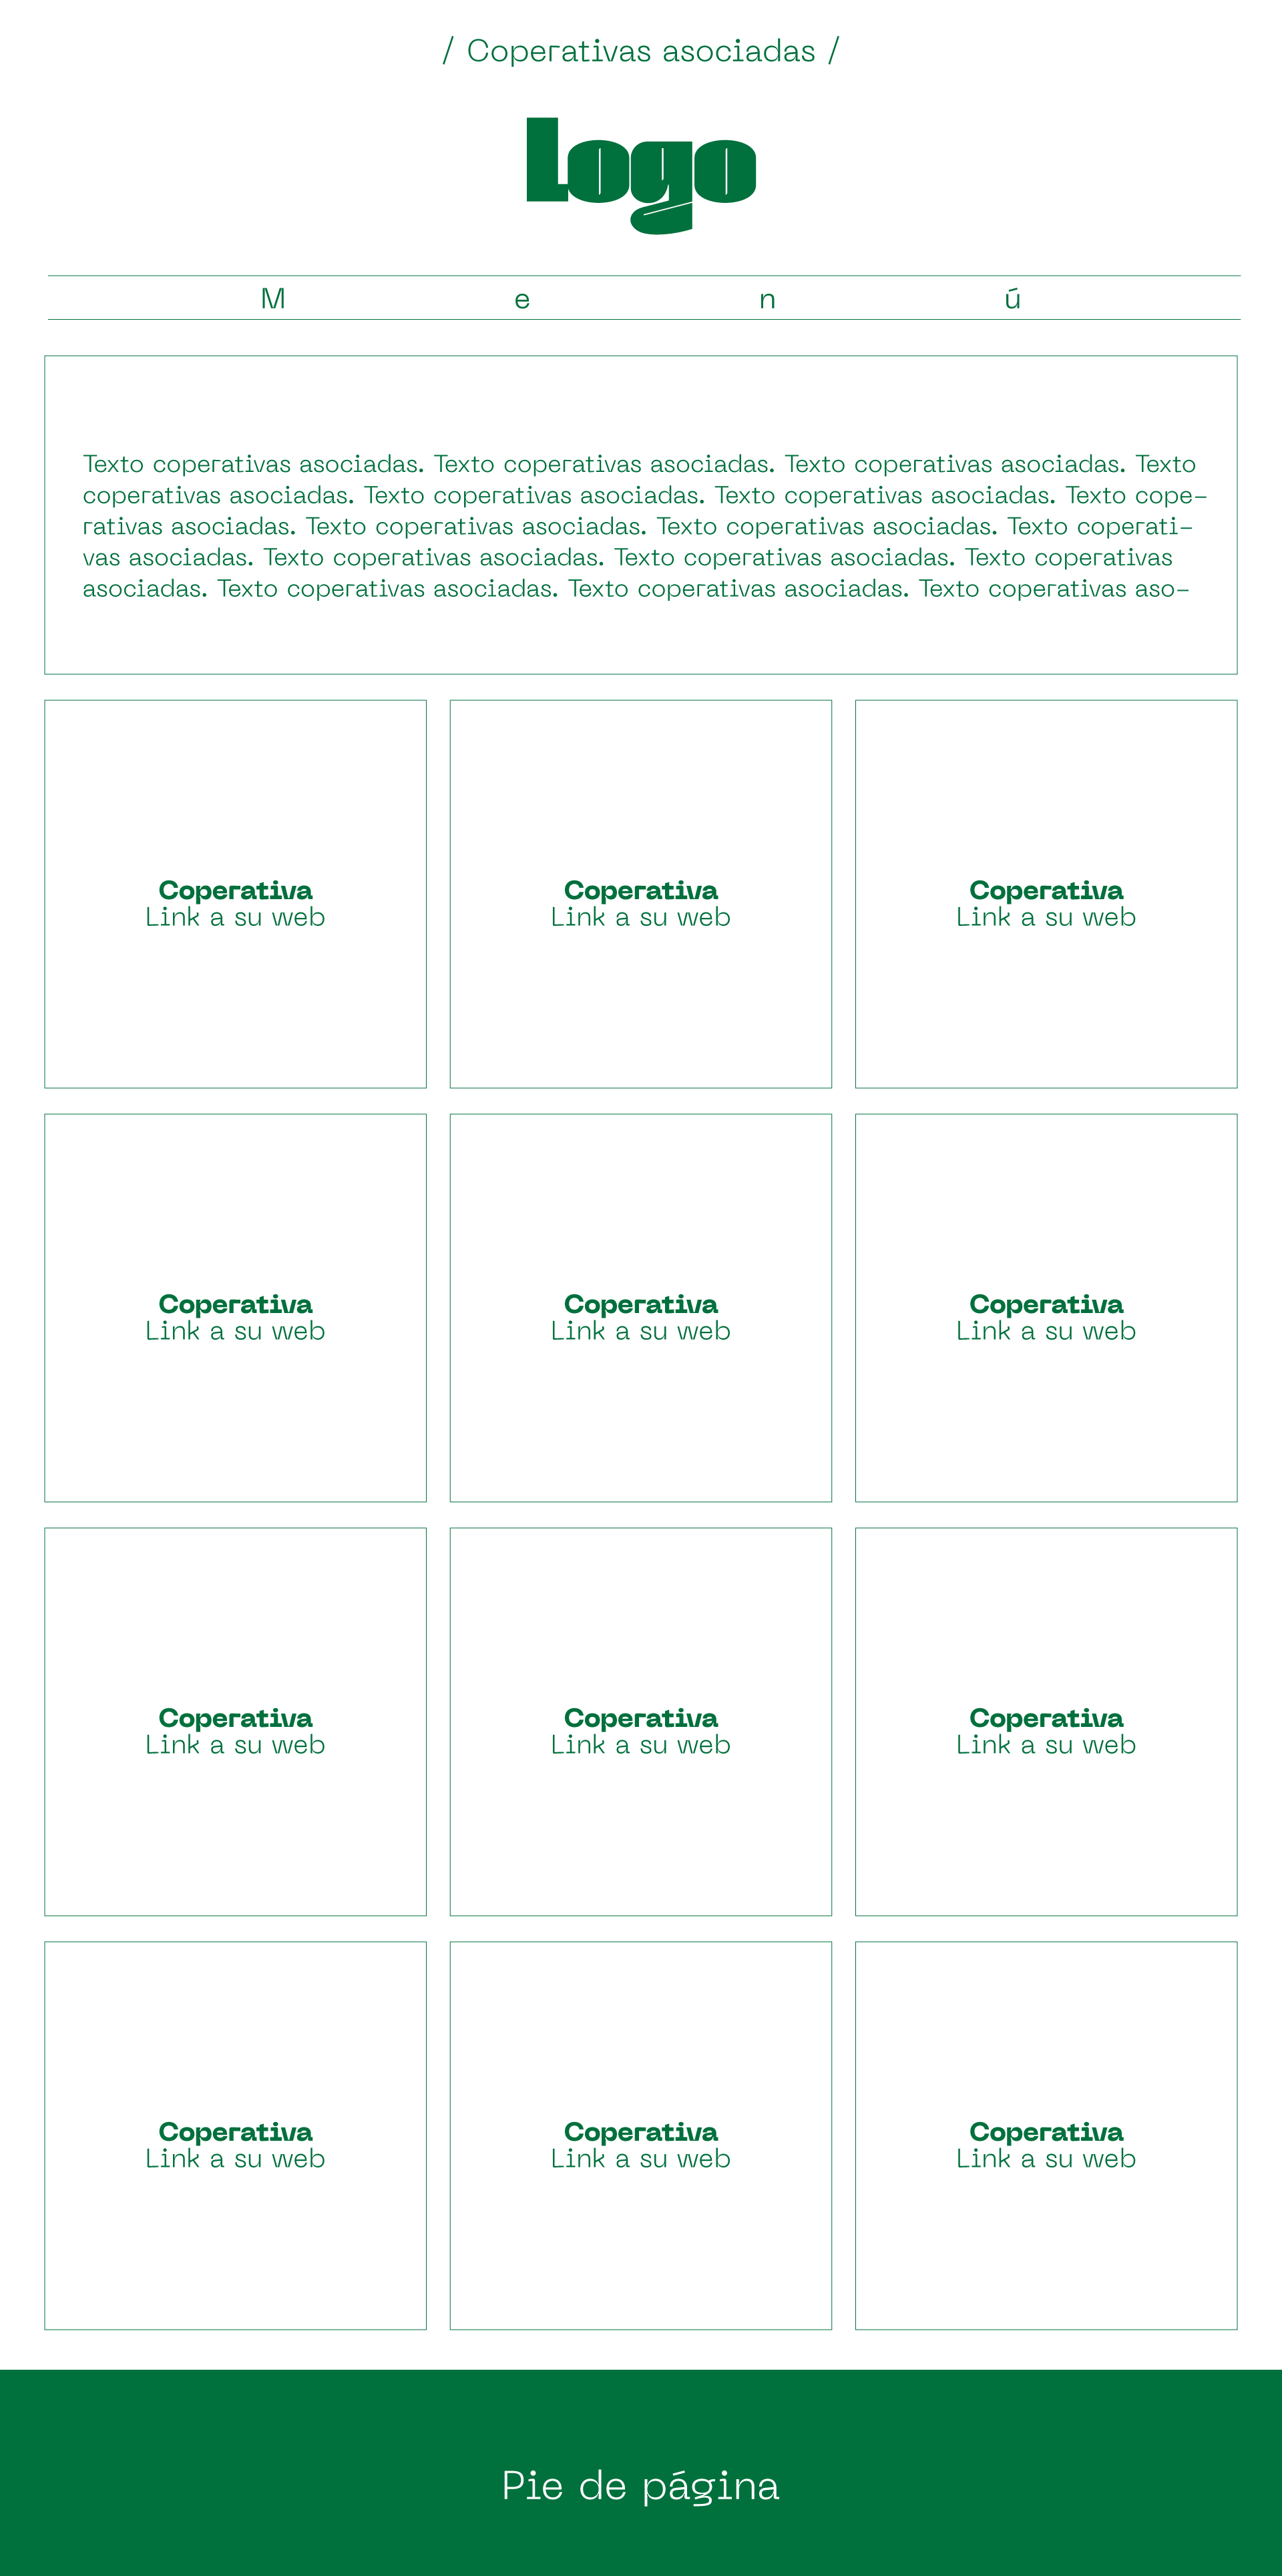 / Coperativas asociadas /
Logo
M e n ú
Texto coperativas asociadas. Texto coperativas asociadas. Texto coperativas asociadas. Texto
coperativas asociadas. Texto coperativas asociadas. Texto coperativas asociadas. Texto cope-
rativas asociadas. Texto coperativas asociadas. Texto coperativas asociadas. Texto coperati-
vas asociadas. Texto coperativas asociadas. Texto coperativas asociadas. Texto coperativas
asociadas. Texto coperativas asociadas. Texto coperativas asociadas. Texto coperativas aso-
Coperativa
Link a su web
Coperativa
Link a su web
Coperativa
Link a su web
Coperativa
Link a su web
Coperativa
Link a su web
Coperativa
Link a su web
Coperativa
Link a su web
Coperativa
Link a su web
Coperativa
Link a su web
Coperativa
Link a su web
Coperativa
Link a su web
Coperativa
Link a su web
Pie de página